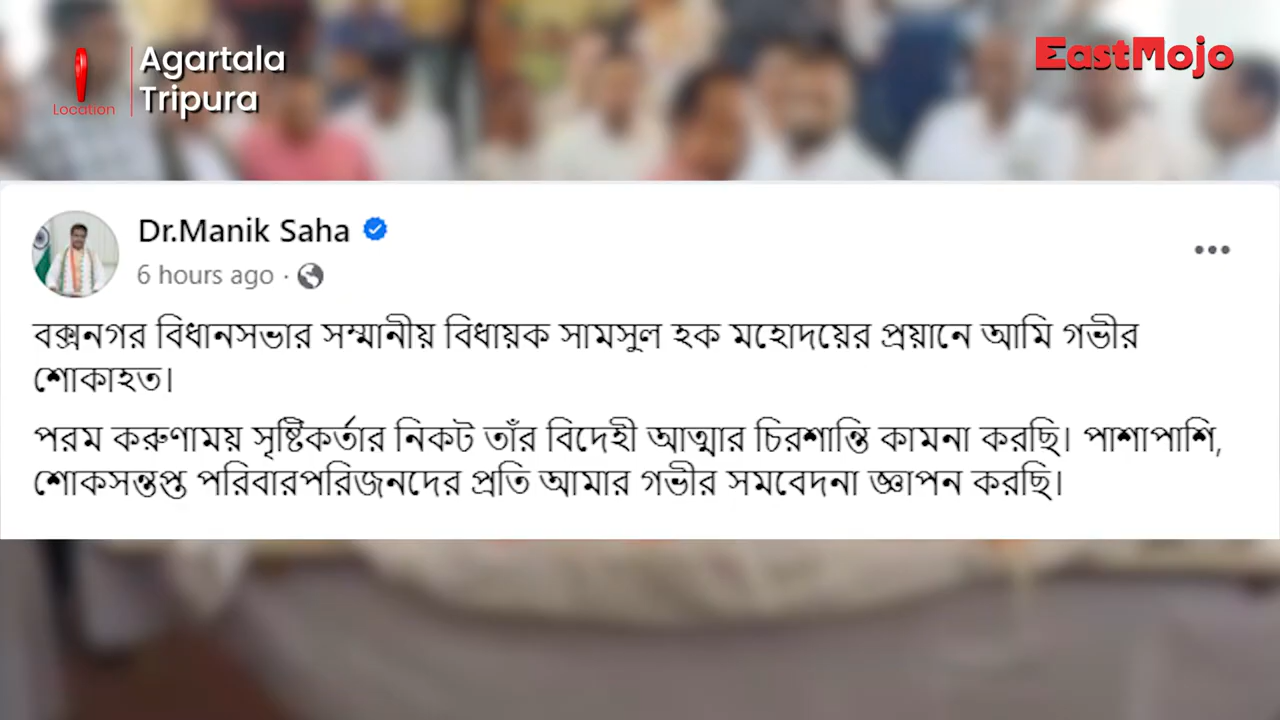 Location
Agartala
Tripura
EastMojo
Dr.Manik Saha
6 hours ago ·
বক্সনগর বিধানসভার সম্মানীয় বিধায়ক সামসুল হক মহোদয়ের প্রয়ানে আমি গভীর
শোকাহত।
পরম করুণাময় সৃষ্টিকর্তার নিকট তাঁর বিদেহী আত্মার চিরশান্তি কামনা করছি। পাশাপাশি,
শোকসন্তপ্ত পরিবারপরিজনদের প্রতি আমার গভীর সমবেদনা জ্ঞাপন করছি।